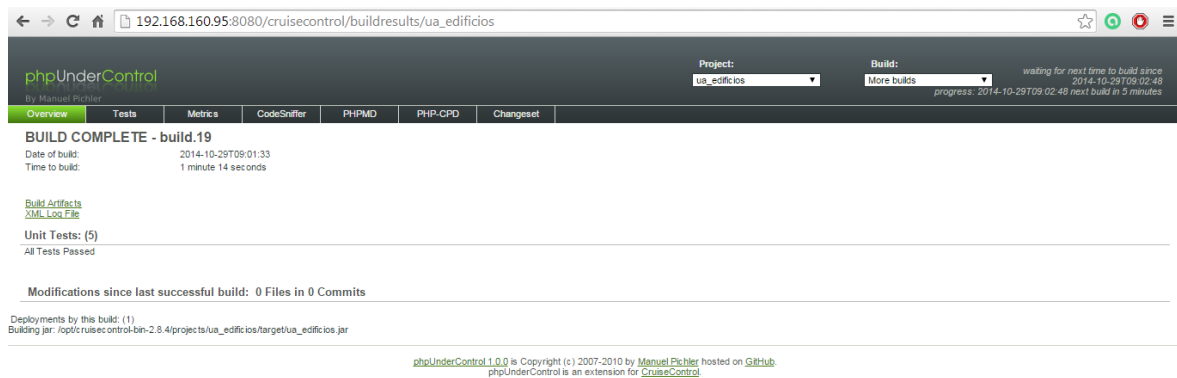 192.168.160.95:8080/cruisecontrol/buildresults/ua_edificios
phpUnderControl
By Manuel Pichler
Project:
ua_edificios
Build:
More builds
waiting for next time to build since
2014-10-29T09:02:48
progress: 2014-10-29T09:02:48 next build in 5 minutes
Overview Tests Metrics CodeSniffer PHPMD PHP-CPD Changeset
BUILD COMPLETE - build.19
Date of build: 2014-10-29T09:01:33
Time to build: 1 minute 14 seconds
Build Artifacts
XML Log File
Unit Tests: (5)
All Tests Passed
Modifications since last successful build: 0 Files in 0 Commits
Deployments by this build: (1)
Building jar: /opt/cruisecontrol-bin-2.8.4/projects/ua_edificios/target/ua_edificios.jar
phpUnderControl 1.0.0 is Copyright (c) 2007-2010 by Manuel Pichler hosted on GitHub.
phpUnderControl is an extension for CruiseControl.